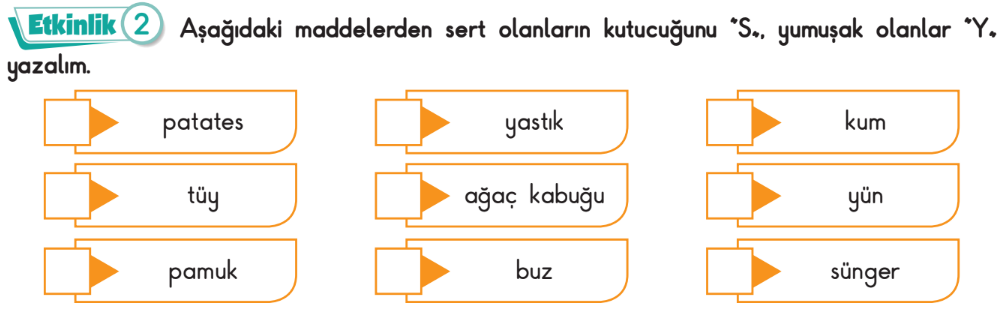 Etkinlik 2 Aşağıdaki maddelerden sert olanların kutucuğunu “S„, yumuşak olanlar “Y„
yazalım.
patates yastık kum
tüy ağaç kabuğu yün
pamuk buz sünger